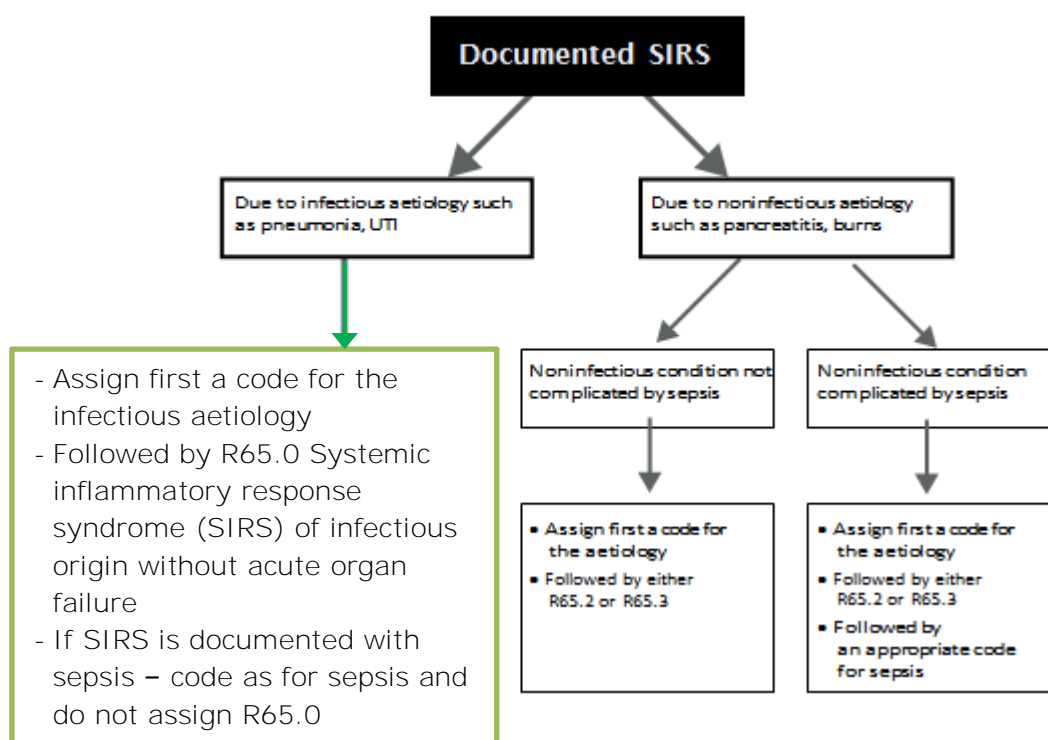 Documented SIRS
Due to infectious aetiology such
as pneumonia, UTI
Due to noninfectious aetiology
such as pancreatitis, burns
- Assign first a code for the
infectious aetiology
- Followed by R65.0 Systemic
inflammatory response
syndrome (SIRS) of infectious
origin without acute organ
failure
- If SIRS is documented with
sepsis – code as for sepsis and
do not assign R65.0
Noninfectious condition not
complicated by sepsis
Noninfectious condition
complicated by sepsis
• Assign first a code for
the aetiology
• Followed by either
R65.2 or R65.3
• Assign first a code for
the aetiology
• Followed by either
R65.2 or R65.3
• Followed by
an appropriate code
for sepsis